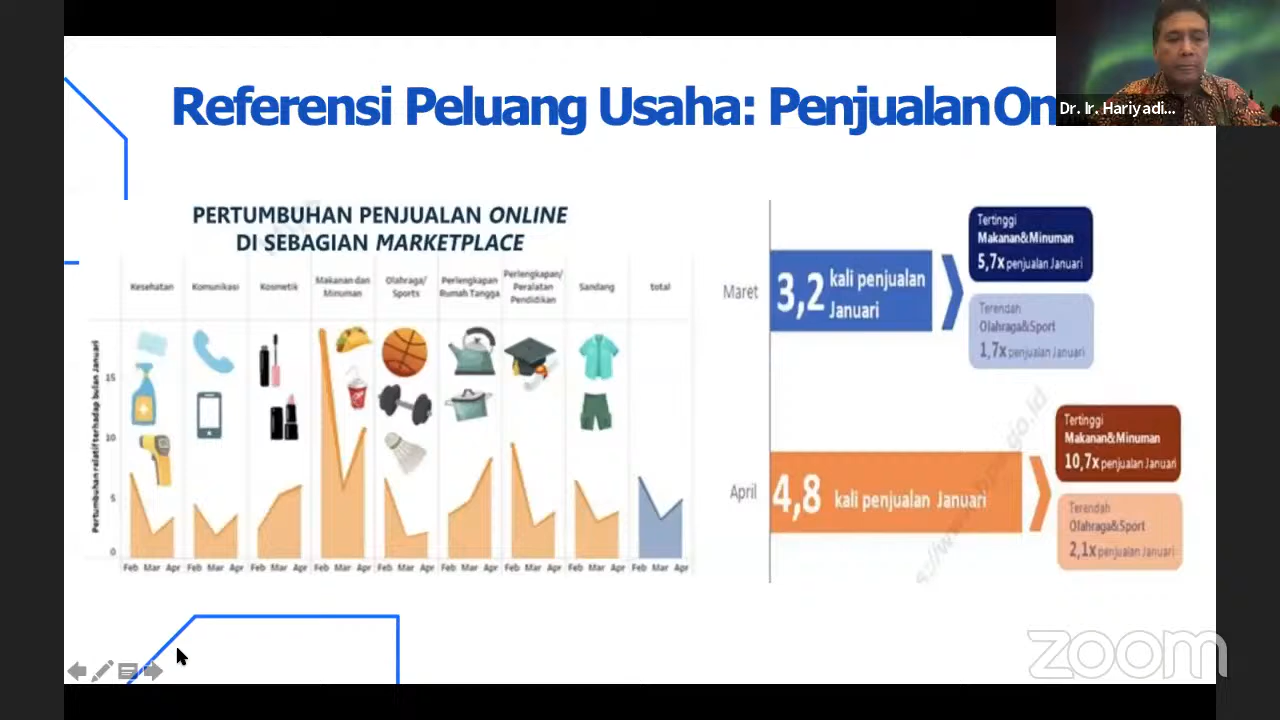 Referensi Peluang Usaha: Penjualan On
Dr. Ir. Hariyadi...
PERTUMBUHAN PENJUALAN ONLINE
DI SEBAGIAN MARKETPLACE
Kesehatan
Komunikasi
Kosmetik
Makanan dan
Minuman
Olahraga/
Sports
Perlengkapan
Rumah Tangga
Perlengkapan/
Peralatan
Pendidikan
Sandang
total
Pertumbuhan relatif terhadap bulan Januari
15
10
5
0
Feb Mar Apr
Feb Mar Apr
Feb Mar Apr
Feb Mar Apr
Feb Mar Apr
Feb Mar Apr
Feb Mar Apr
Feb Mar Apr
Feb Mar Apr
Maret
3,2 kali penjualan
Januari
Tertinggi
Makanan&Minuman
5,7x penjualan Januari
Terendah
Olahraga&Sport
1,7x penjualan Januari
April
4,8 kali penjualan Januari
Tertinggi
Makanan&Minuman
10,7x penjualan Januari
Terendah
Olahraga&Sport
2,1x penjualan Januari
zoom